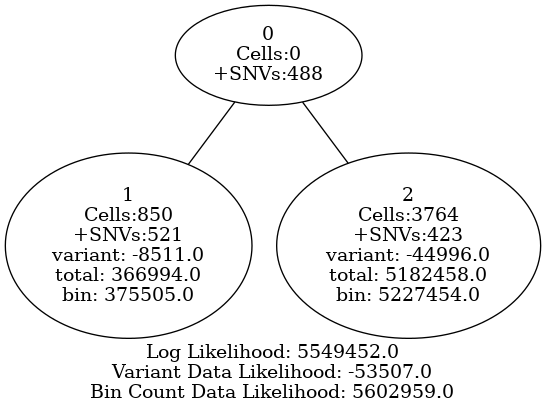 0
Cells:0
+SNVs:488
1
Cells:850
+SNVs:521
variant: -8511.0
total: 366994.0
bin: 375505.0
2
Cells:3764
+SNVs:423
variant: -44996.0
total: 5182458.0
bin: 5227454.0
Log Likelihood: 5549452.0
Variant Data Likelihood: -53507.0
Bin Count Data Likelihood: 5602959.0